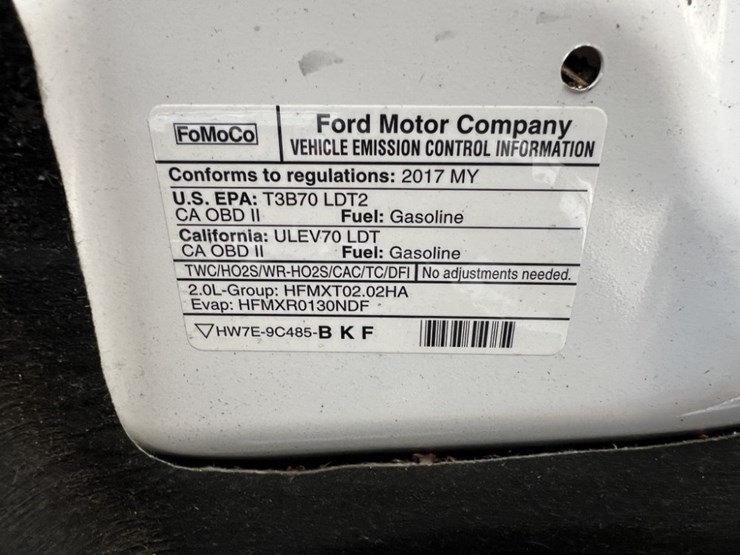 FoMoCo
Ford Motor Company
VEHICLE EMISSION CONTROL INFORMATION
Conforms to regulations: 2017 MY
U.S. EPA: T3B70 LDT2
CA OBD II Fuel: Gasoline
California: ULEV70 LDT
CA OBD II Fuel: Gasoline
TWC/HO2S/WR-HO2S/CAC/TC/DFI No adjustments needed.
2.0L-Group: HFMXT02.02HA
Evap: HFMXR0130NDF
HW7E-9C485-B K F